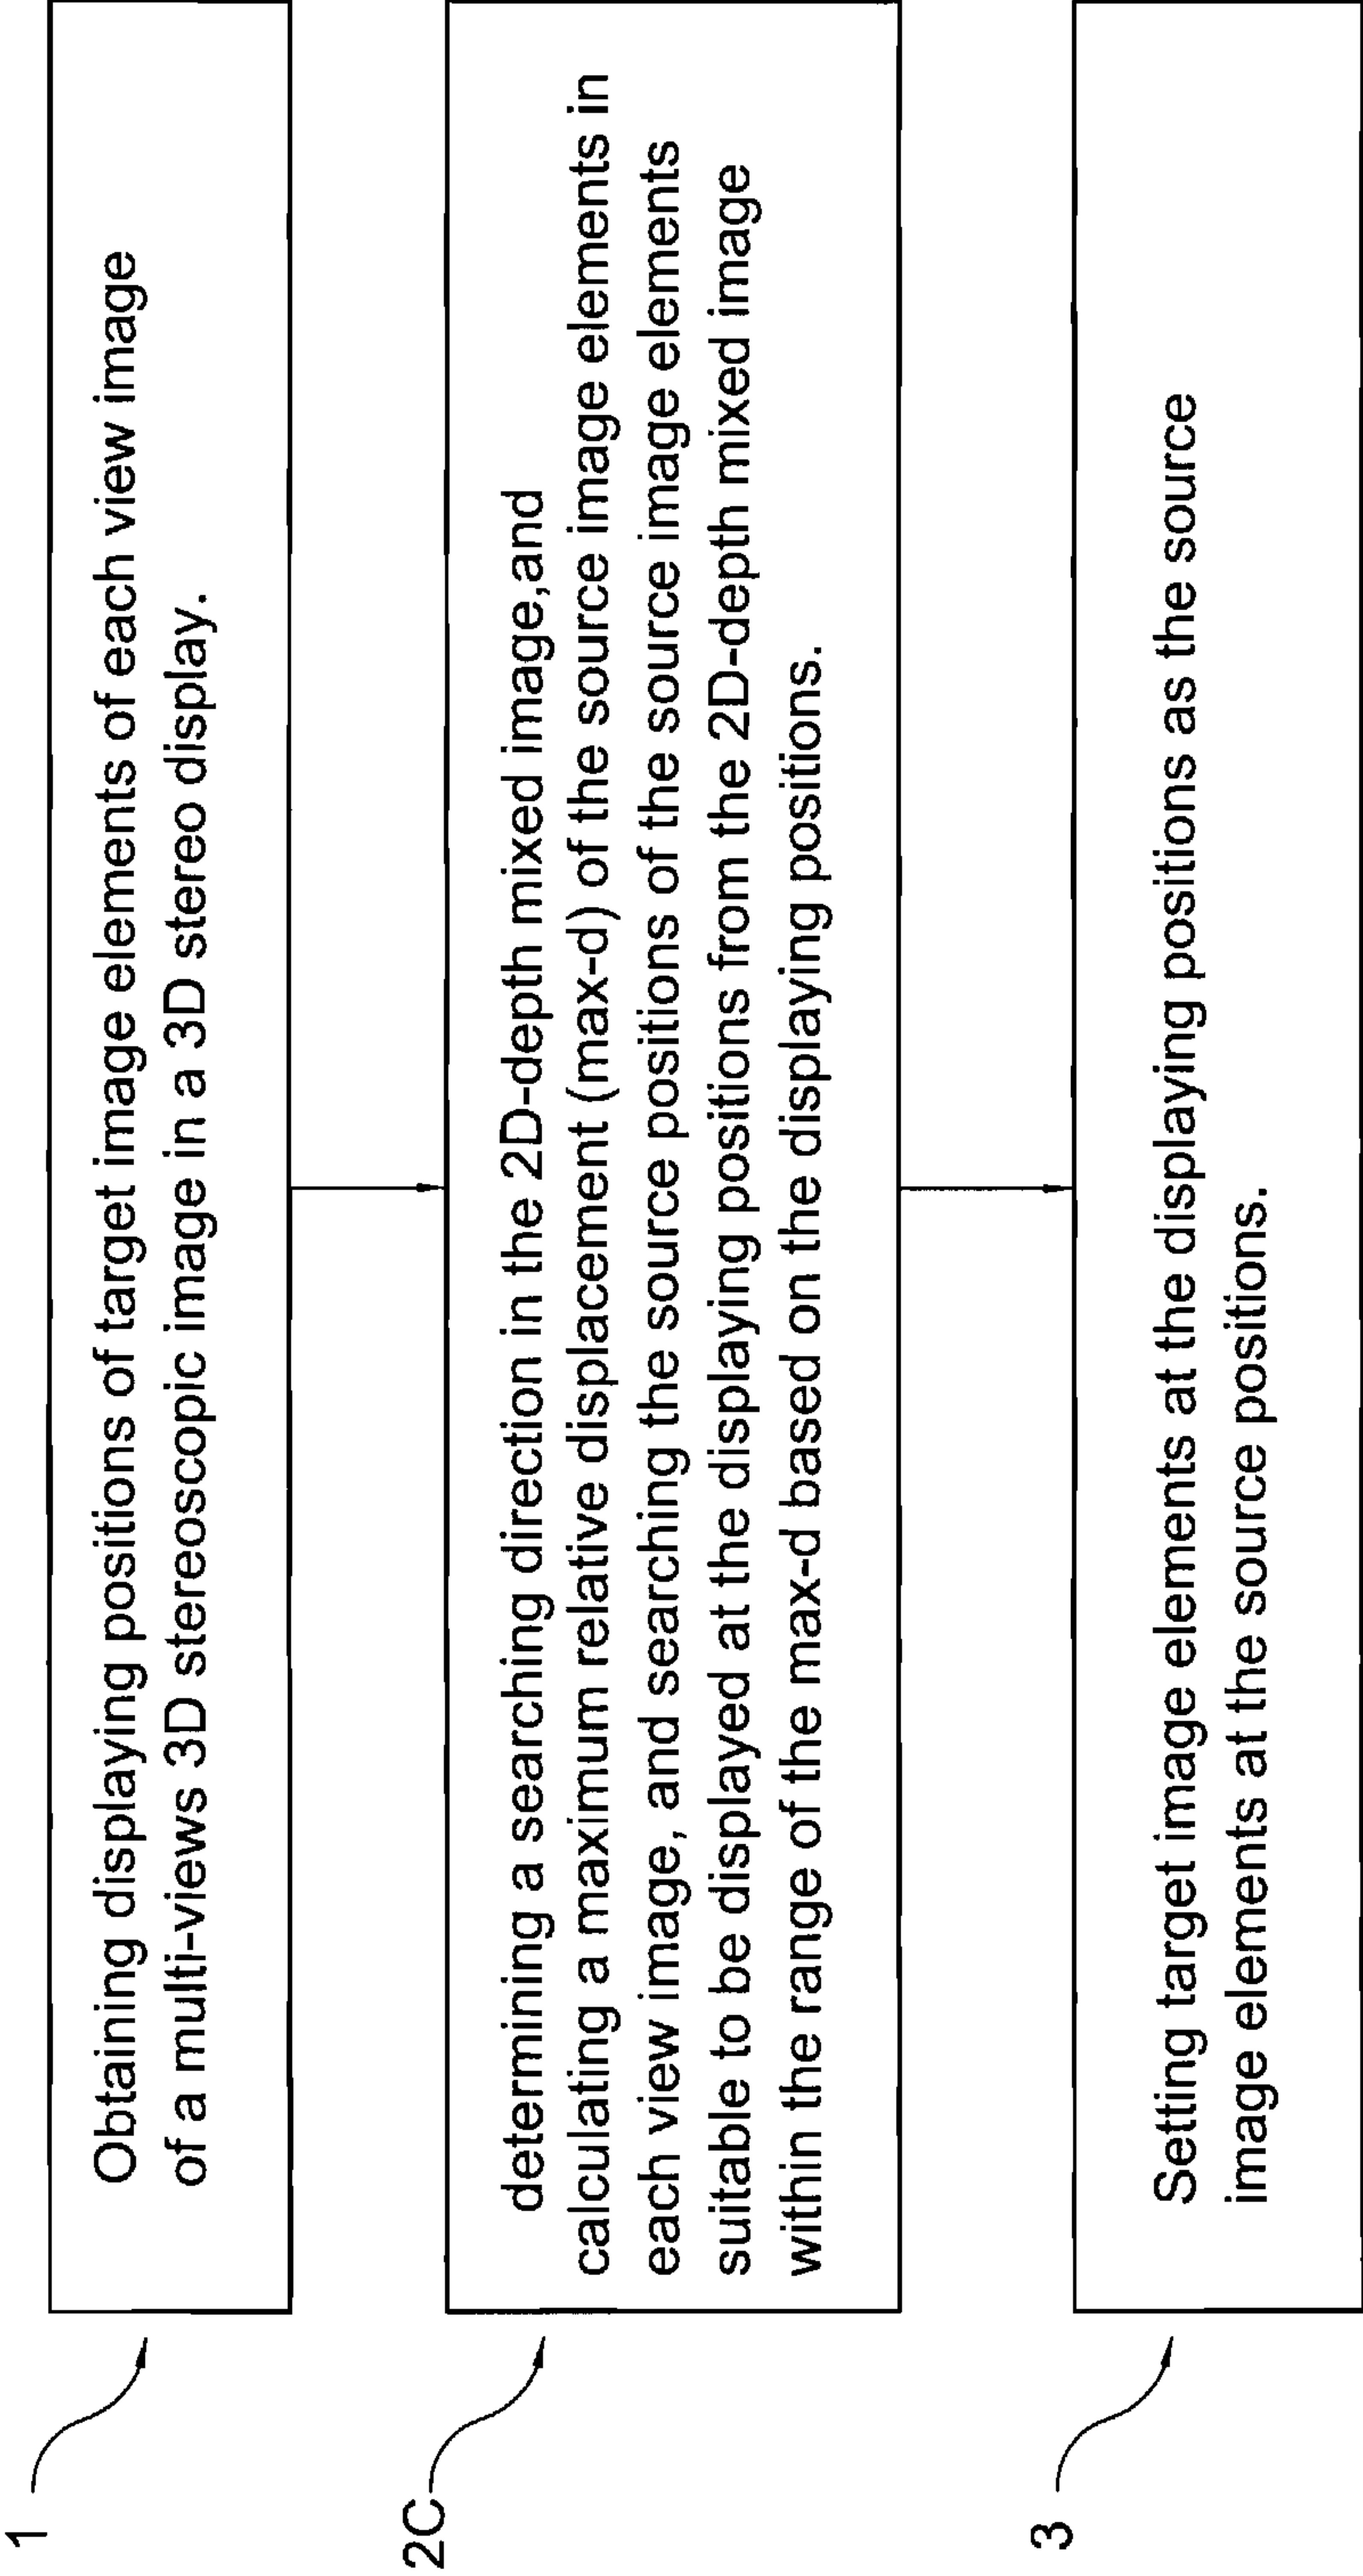 1
Obtaining displaying positions of target image elements of each view image
of a multi-views 3D stereoscopic image in a 3D stereo display.
2C
determining a searching direction in the 2D-depth mixed image,and
calculating a maximum relative displacement (max-d) of the source image elements in
each view image, and searching the source positions of the source image elements
suitable to be displayed at the displaying positions from the 2D-depth mixed image
within the range of the max-d based on the displaying positions.
3
Setting target image elements at the displaying positions as the source
image elements at the source positions.